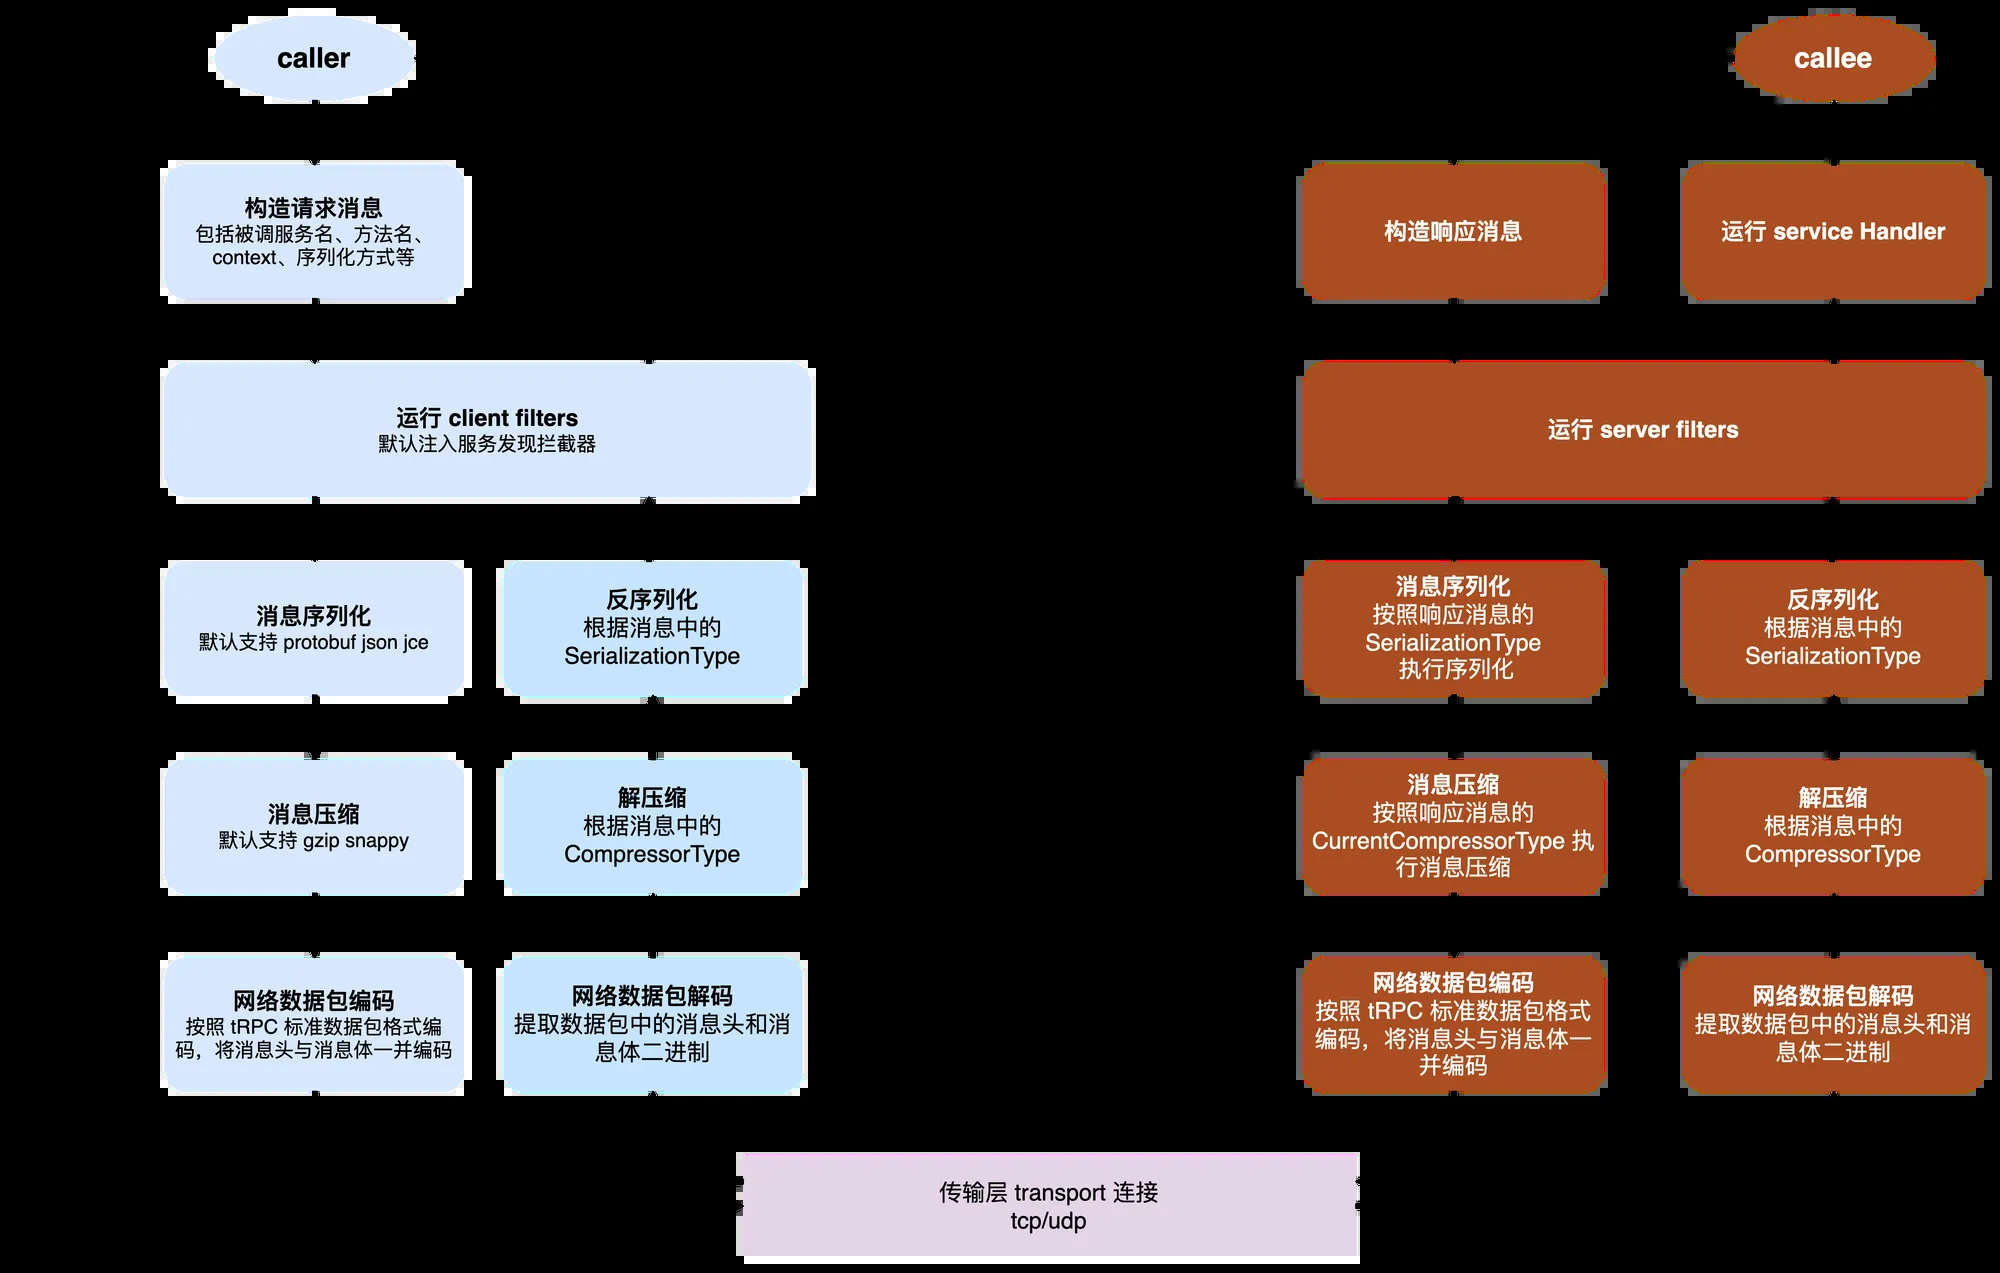 caller
callee
构造请求消息
包括被调服务名、方法名、
context、序列化方式等
构造响应消息
运行 service Handler
运行 client filters
默认注入服务发现拦截器
运行 server filters
消息序列化
默认支持 protobuf json jce
反序列化
根据消息中的
SerializationType
消息序列化
按照响应消息的
SerializationType
执行序列化
反序列化
根据消息中的
SerializationType
消息压缩
默认支持 gzip snappy
解压缩
根据消息中的
CompressorType
消息压缩
按照响应消息的
CurrentCompressorType 执
行消息压缩
解压缩
根据消息中的
CompressorType
网络数据包编码
按照 tRPC 标准数据包格式编
码，将消息头与消息体一并编码
网络数据包解码
提取数据包中的消息头和消
息体二进制
网络数据包编码
按照 tRPC 标准数据包格式
编码，将消息头与消息体一
并编码
网络数据包解码
提取数据包中的消息头和消
息体二进制
传输层 transport 连接
tcp/udp